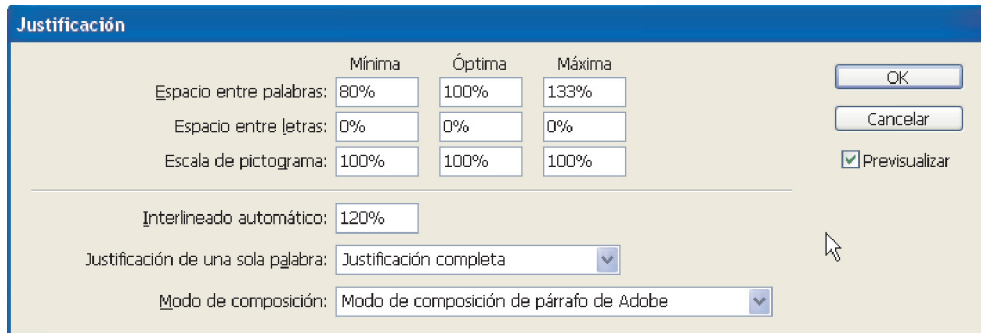 Justificación
Mínima Óptima Máxima
Espacio entre palabras: 80% 100% 133%
OK
Espacio entre letras: 0% 0% 0%
Cancelar
Escala de pictograma: 100% 100% 100%
Previsualizar
Interlineado automático: 120%
Justificación de una sola palabra: Justificación completa
Modo de composición: Modo de composición de párrafo de Adobe